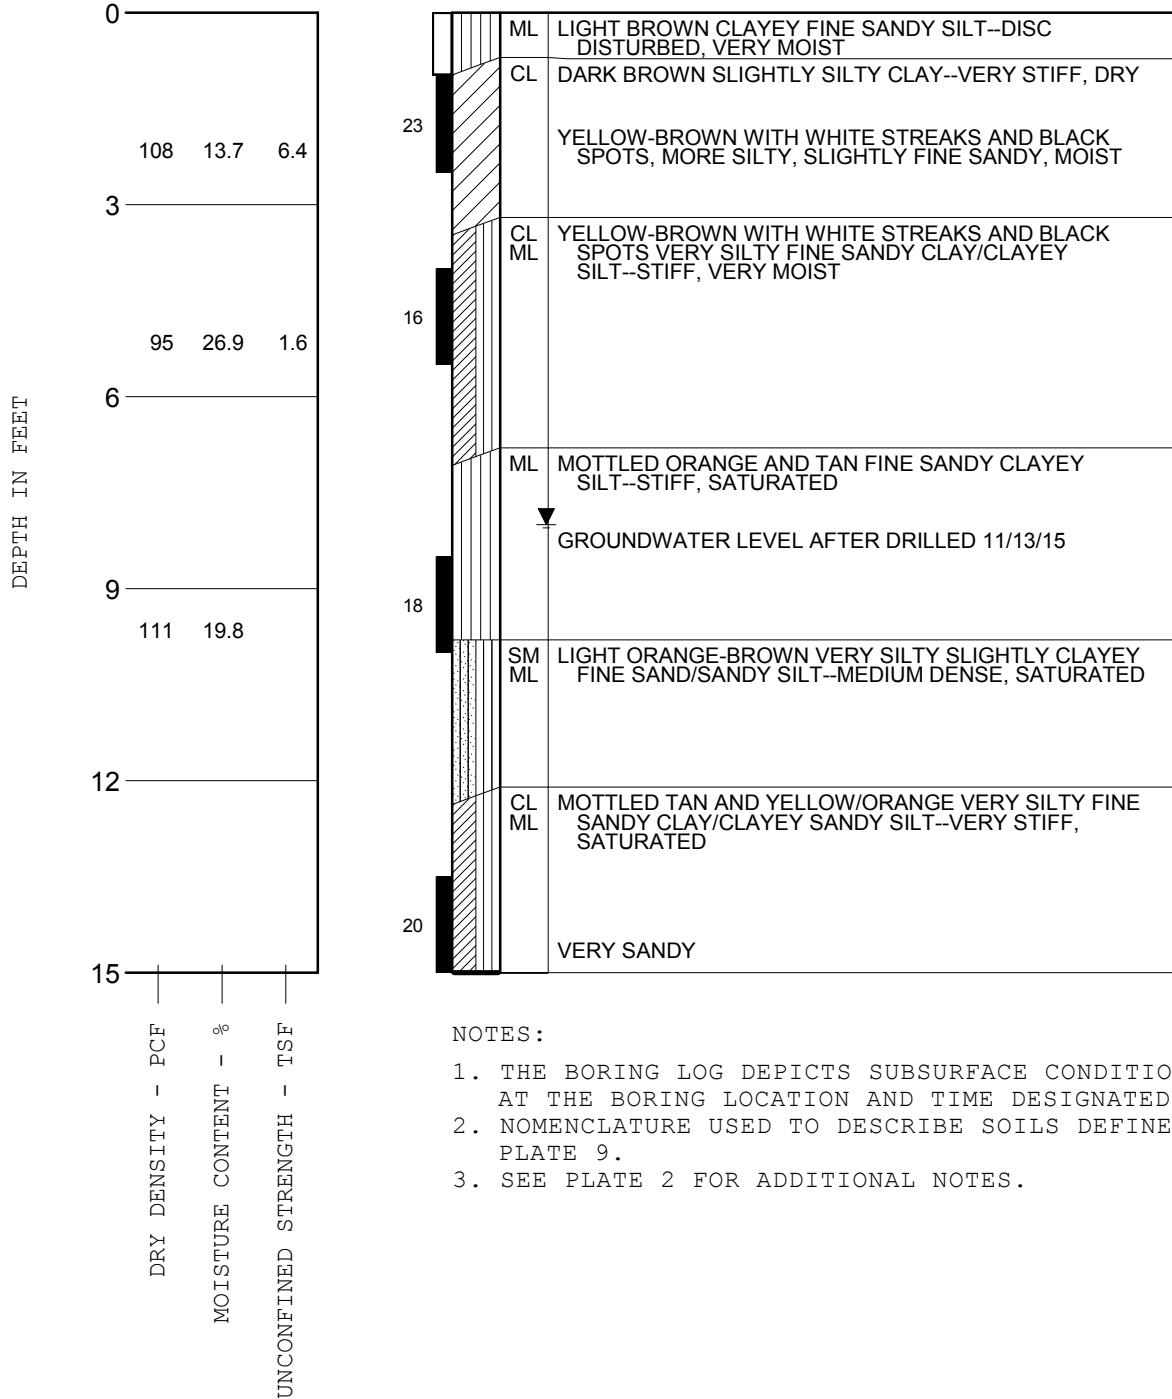 0
ML LIGHT BROWN CLAYEY FINE SANDY SILT--DISC
DISTURBED, VERY MOIST
CL DARK BROWN SLIGHTLY SILTY CLAY--VERY STIFF, DRY
23
YELLOW-BROWN WITH WHITE STREAKS AND BLACK
108 13.7 6.4
SPOTS, MORE SILTY, SLIGHTLY FINE SANDY, MOIST
3
CL YELLOW-BROWN WITH WHITE STREAKS AND BLACK
ML SPOTS VERY SILTY FINE SANDY CLAY/CLAYEY
SILT--STIFF, VERY MOIST
16
95 26.9 1.6
6
ML MOTTLED ORANGE AND TAN FINE SANDY CLAYEY
SILT--STIFF, SATURATED
GROUNDWATER LEVEL AFTER DRILLED 11/13/15
9
18
111 19.8
SM LIGHT ORANGE-BROWN VERY SILTY SLIGHTLY CLAYEY
ML FINE SAND/SANDY SILT--MEDIUM DENSE, SATURATED
12
CL MOTTLED TAN AND YELLOW/ORANGE VERY SILTY FINE
ML SANDY CLAY/CLAYEY SANDY SILT--VERY STIFF,
SATURATED
20
VERY SANDY
15
DEPTH IN FEET
DRY DENSITY - PCF
MOISTURE CONTENT - %
UNCONFINED STRENGTH - TSF
NOTES:
1. THE BORING LOG DEPICTS SUBSURFACE CONDITIO
AT THE BORING LOCATION AND TIME DESIGNATED
2. NOMENCLATURE USED TO DESCRIBE SOILS DEFINE
PLATE 9.
3. SEE PLATE 2 FOR ADDITIONAL NOTES.